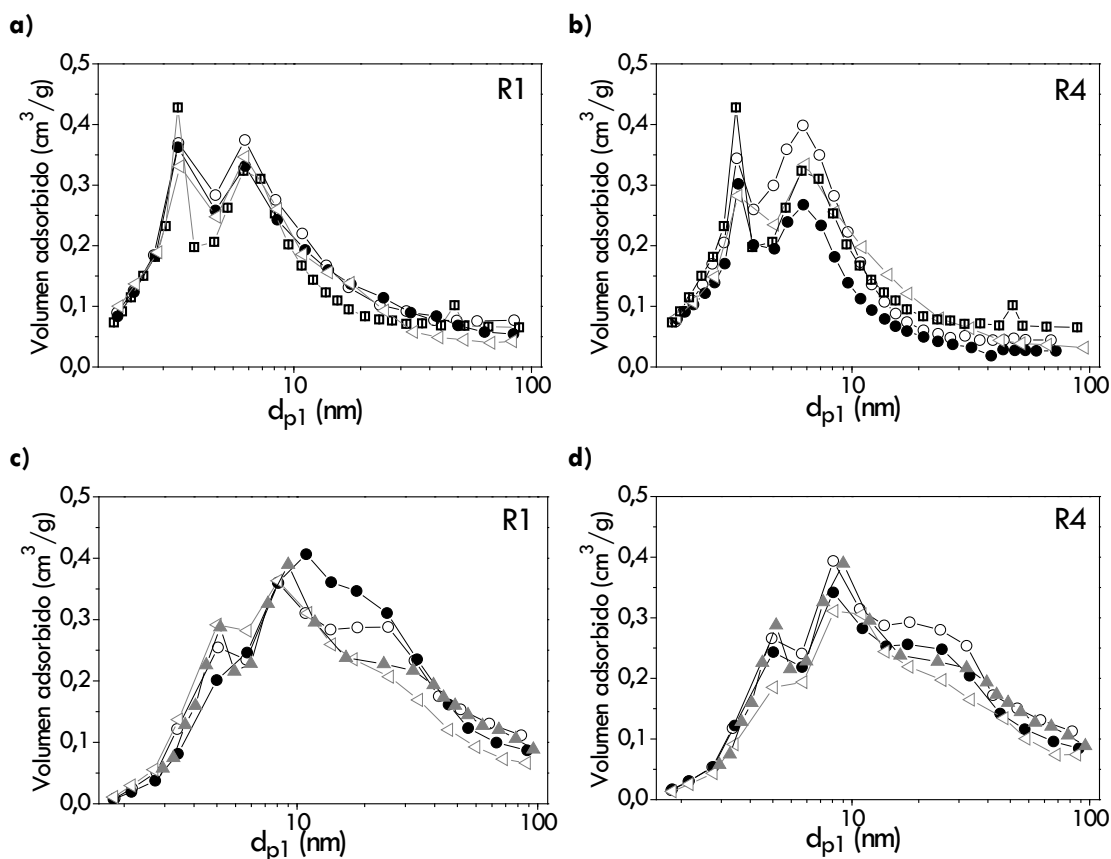 a)
0,5
0,4
0,3
0,2
0,1
0,0
Volumen adsorbido (cm³/g)
R1
10
100
dp1 (nm)
b)
0,5
0,4
0,3
0,2
0,1
0,0
Volumen adsorbido (cm³/g)
R4
10
100
dp1 (nm)
c)
0,5
0,4
0,3
0,2
0,1
0,0
Volumen adsorbido (cm³/g)
R1
10
100
dp1 (nm)
d)
0,5
0,4
0,3
0,2
0,1
0,0
Volumen adsorbido (cm³/g)
R4
10
100
dp1 (nm)